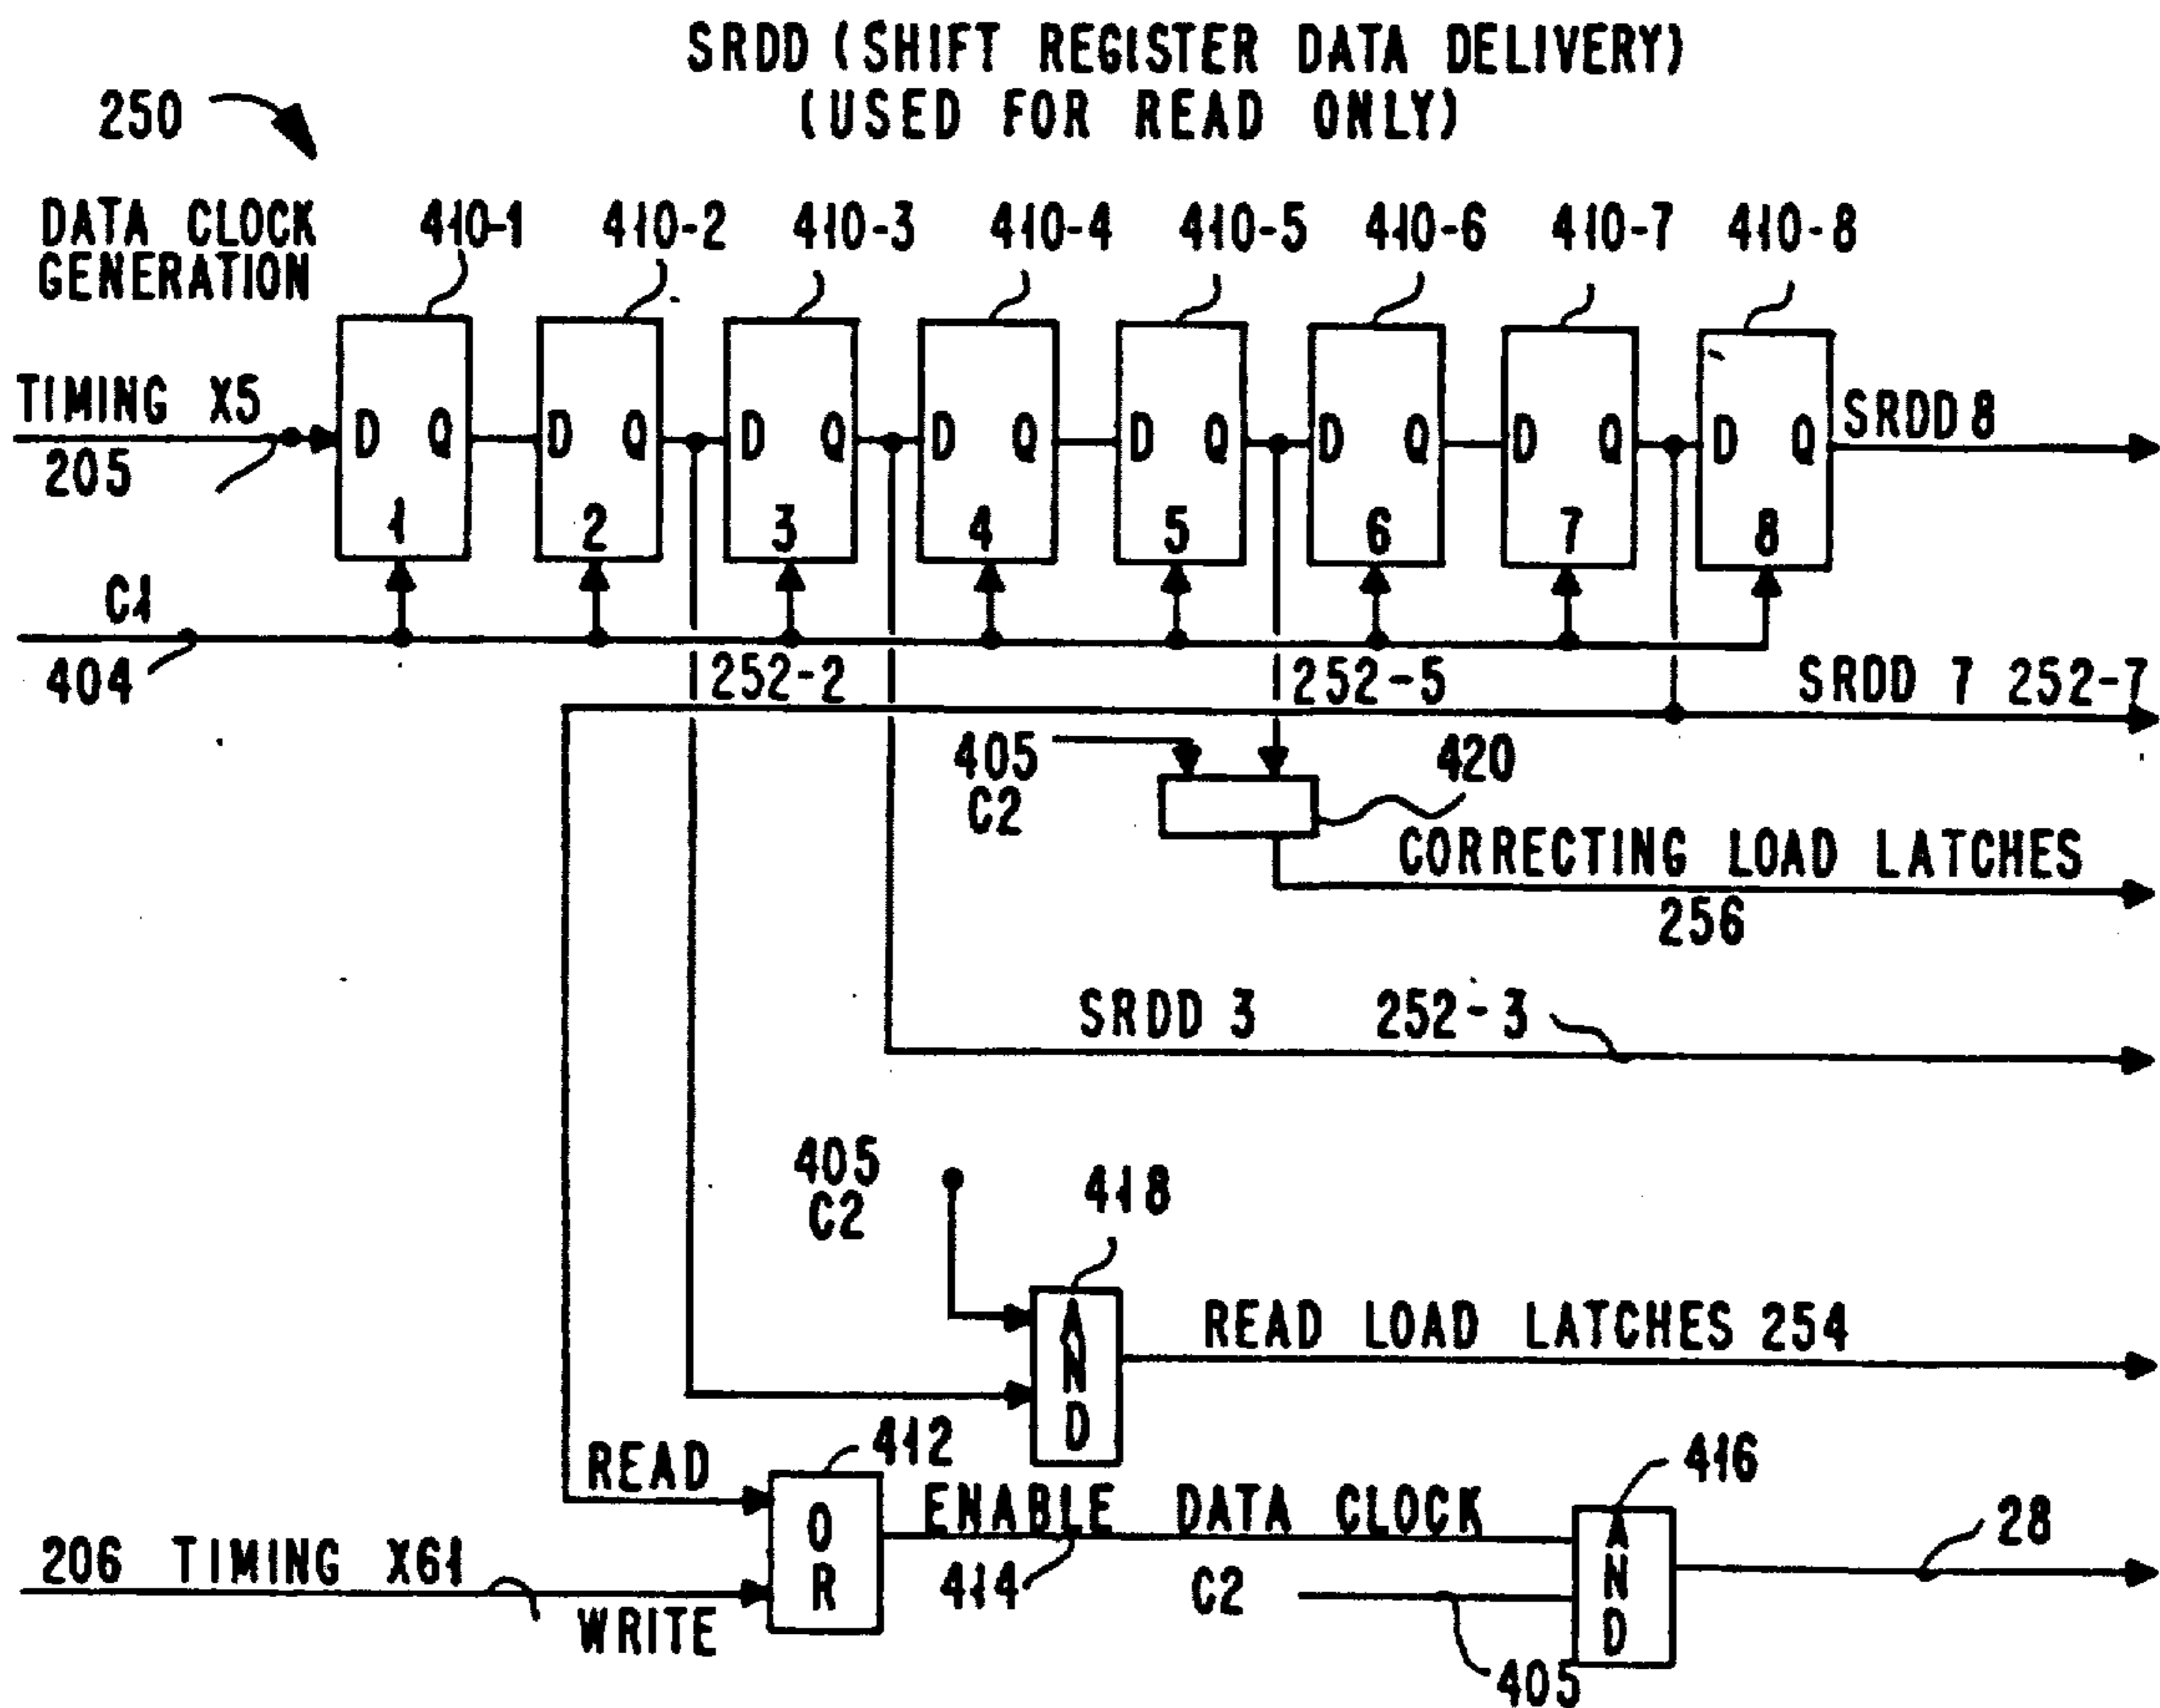 SRDD (SHIFT REGISTER DATA DELIVERY)
(USED FOR READ ONLY)
250
DATA CLOCK
GENERATION
410-1
410-2
410-3
410-4
410-5
410-6
410-7
410-8
TIMING X5
205
D Q
1
D Q
2
D Q
3
D Q
4
D Q
5
D Q
6
D Q
7
D Q
8
SRDD 8
C1
404
252-2
252-5
SRDD 7 252-7
405
C2
420
CORRECTING LOAD LATCHES
256
SRDD 3 252-3
405
C2
418
AND
READ LOAD LATCHES 254
READ
412
OR
ENABLE DATA CLOCK
414
416
AND
28
206 TIMING X61
WRITE
C2
405